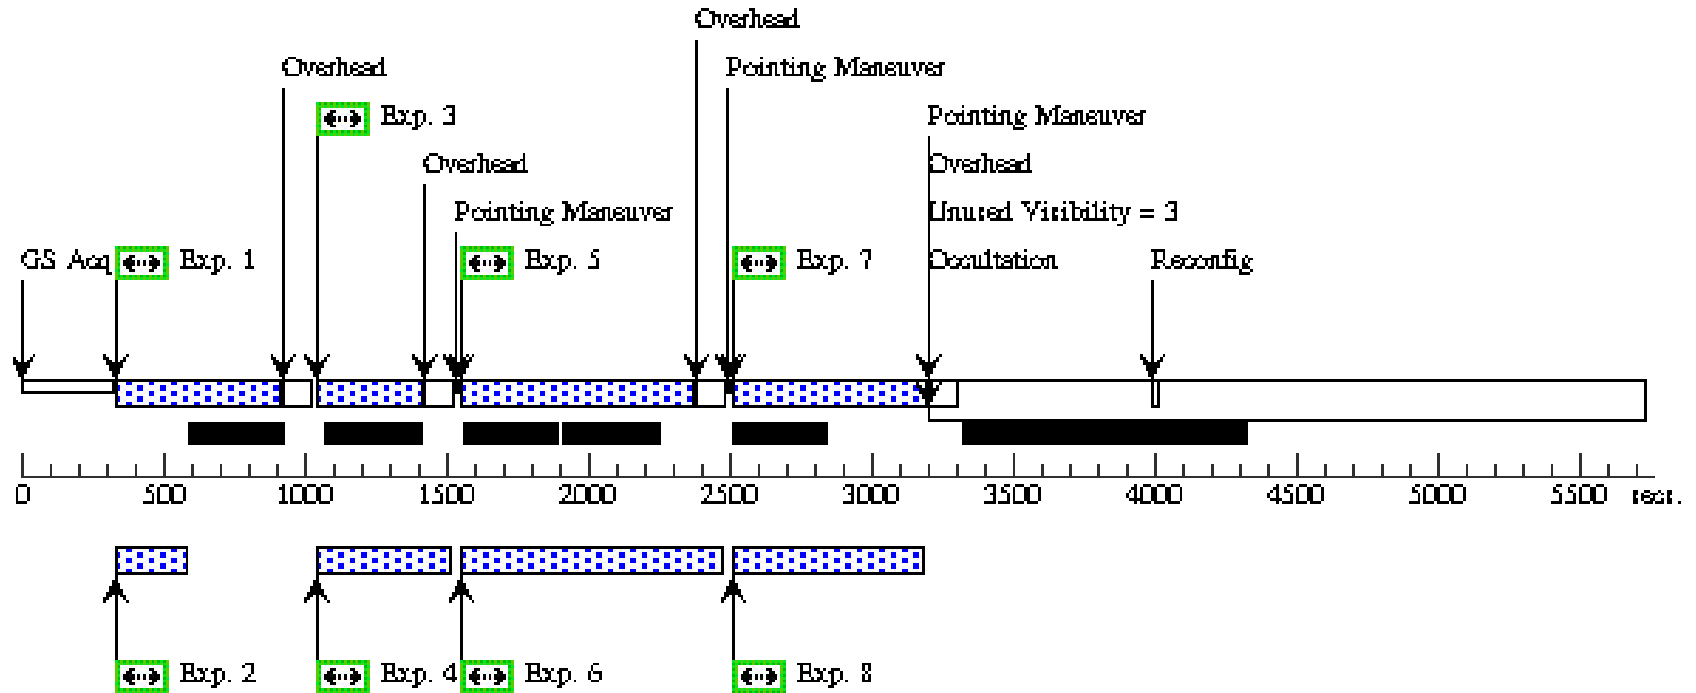 Overhead
Overhead
Pointing Maneuver
Exp. 3
Pointing Maneuver
Overhead
Overhead
Pointing Maneuver
Unused Visibility = 3
GS Acq
Exp. 1
Exp. 5
Exp. 7
Occultation
Reconfig
0 500 1000 1500 2000 2500 3000 3500 4000 4500 5000 5500 secs.
Exp. 2
Exp. 4
Exp. 6
Exp. 8